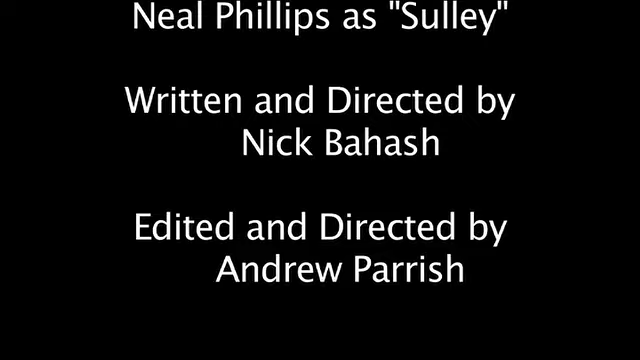 Neal Phillips as "Sulley"
Written and Directed by
Nick Bahash
Edited and Directed by
Andrew Parrish